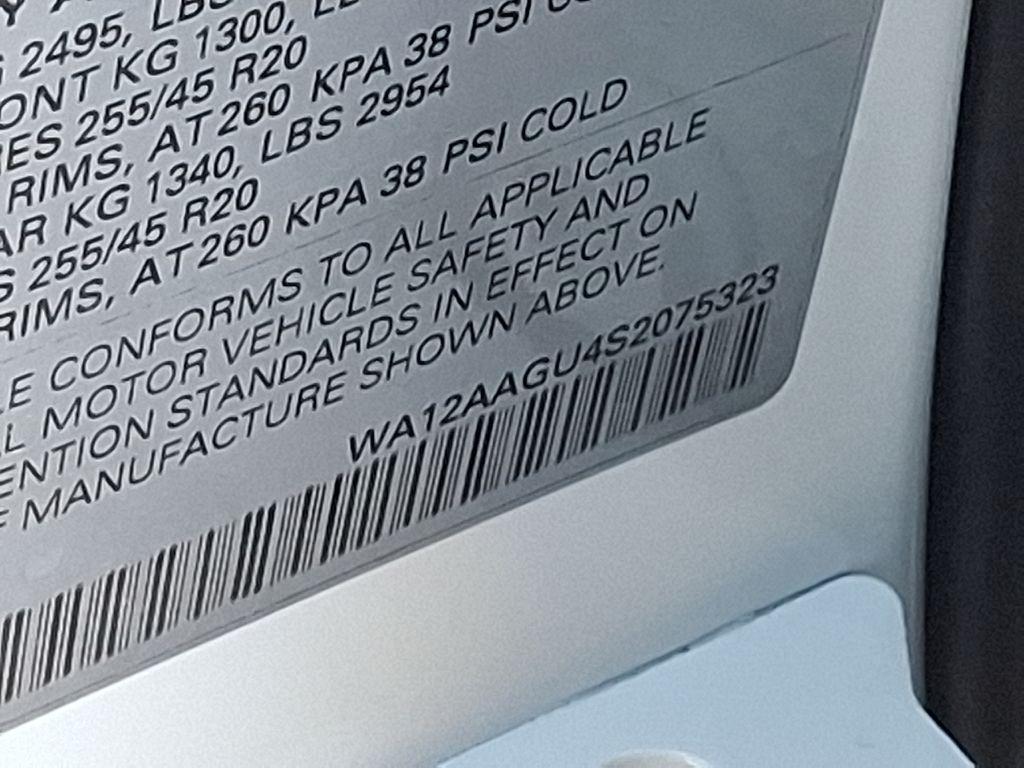 2495, LBS
ONT KG 1300,
ES 255/45 R20
RIMS, AT 260 KPA 38 PSI
AR KG 1340, LBS 2954
S 255/45 R20
RIMS, AT 260 KPA 38 PSI COLD
LE CONFORMS TO ALL APPLICABLE
L MOTOR VEHICLE SAFETY AND
ENTION STANDARDS IN EFFECT ON
F MANUFACTURE SHOWN ABOVE.
WA12AAGU4S2075323